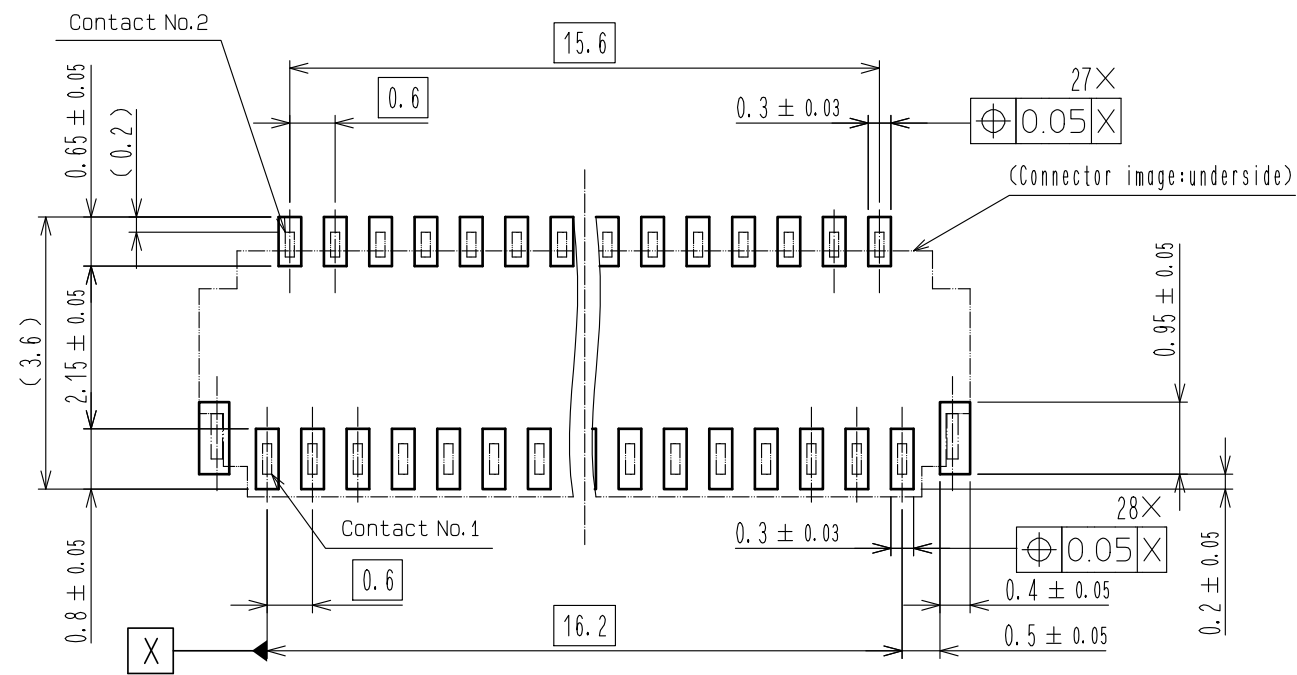 Contact No.2
15.6
0.6
0.3 ± 0.03
27X
⌖ 0.05 X
0.65 ± 0.05
(0.2)
(Connector image:underside)
(3.6)
2.15 ± 0.05
0.95 ± 0.05
Contact No.1
0.3 ± 0.03
28X
⌖ 0.05 X
0.8 ± 0.05
0.6
0.4 ± 0.05
0.2 ± 0.05
16.2
0.5 ± 0.05
X